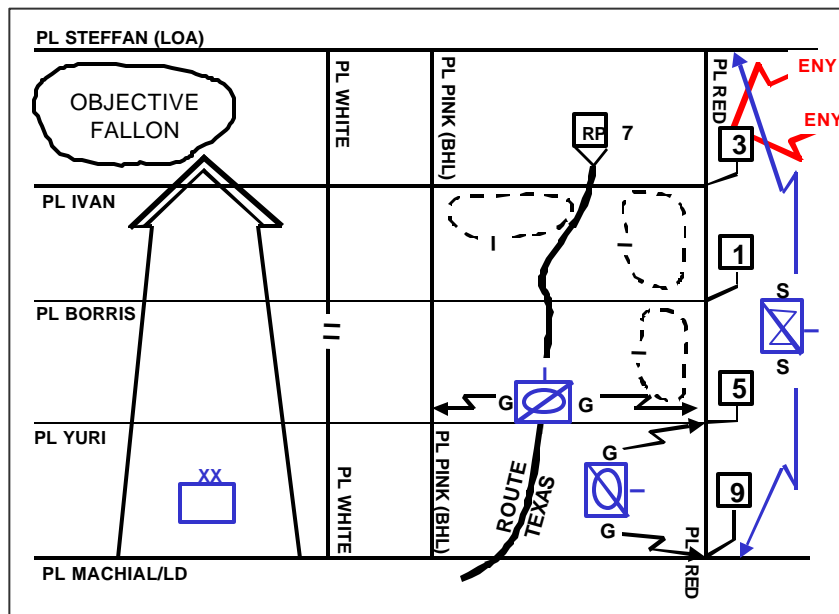 PL STEFFAN (LOA)
ENY
PL WHITE
PL PINK (BHL)
PL RED
OBJECTIVE
FALLON
ENY
RP 7
3
PL IVAN
I
I
1
S
PL BORRIS
I
S
5
G G
PL YURI
G
XX
PL WHITE
PL PINK (BHL)
ROUTE
TEXAS
9
G
PL RED
PL MACHIAL/LD